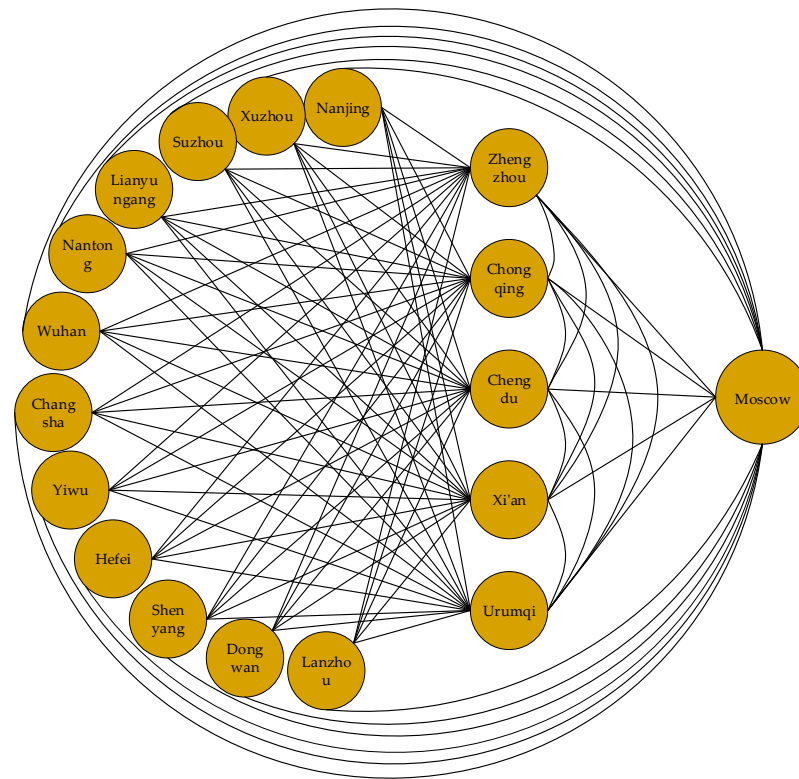 Nanjing
Xuzhou
Suzhou
Lianyu
ngang
Nanton
g
Wuhan
Chang
sha
Yiwu
Hefei
Shen
yang
Dong
wan
Lanzho
u
Zheng
zhou
Chong
qing
Cheng
du
Xi'an
Urumqi
Moscow